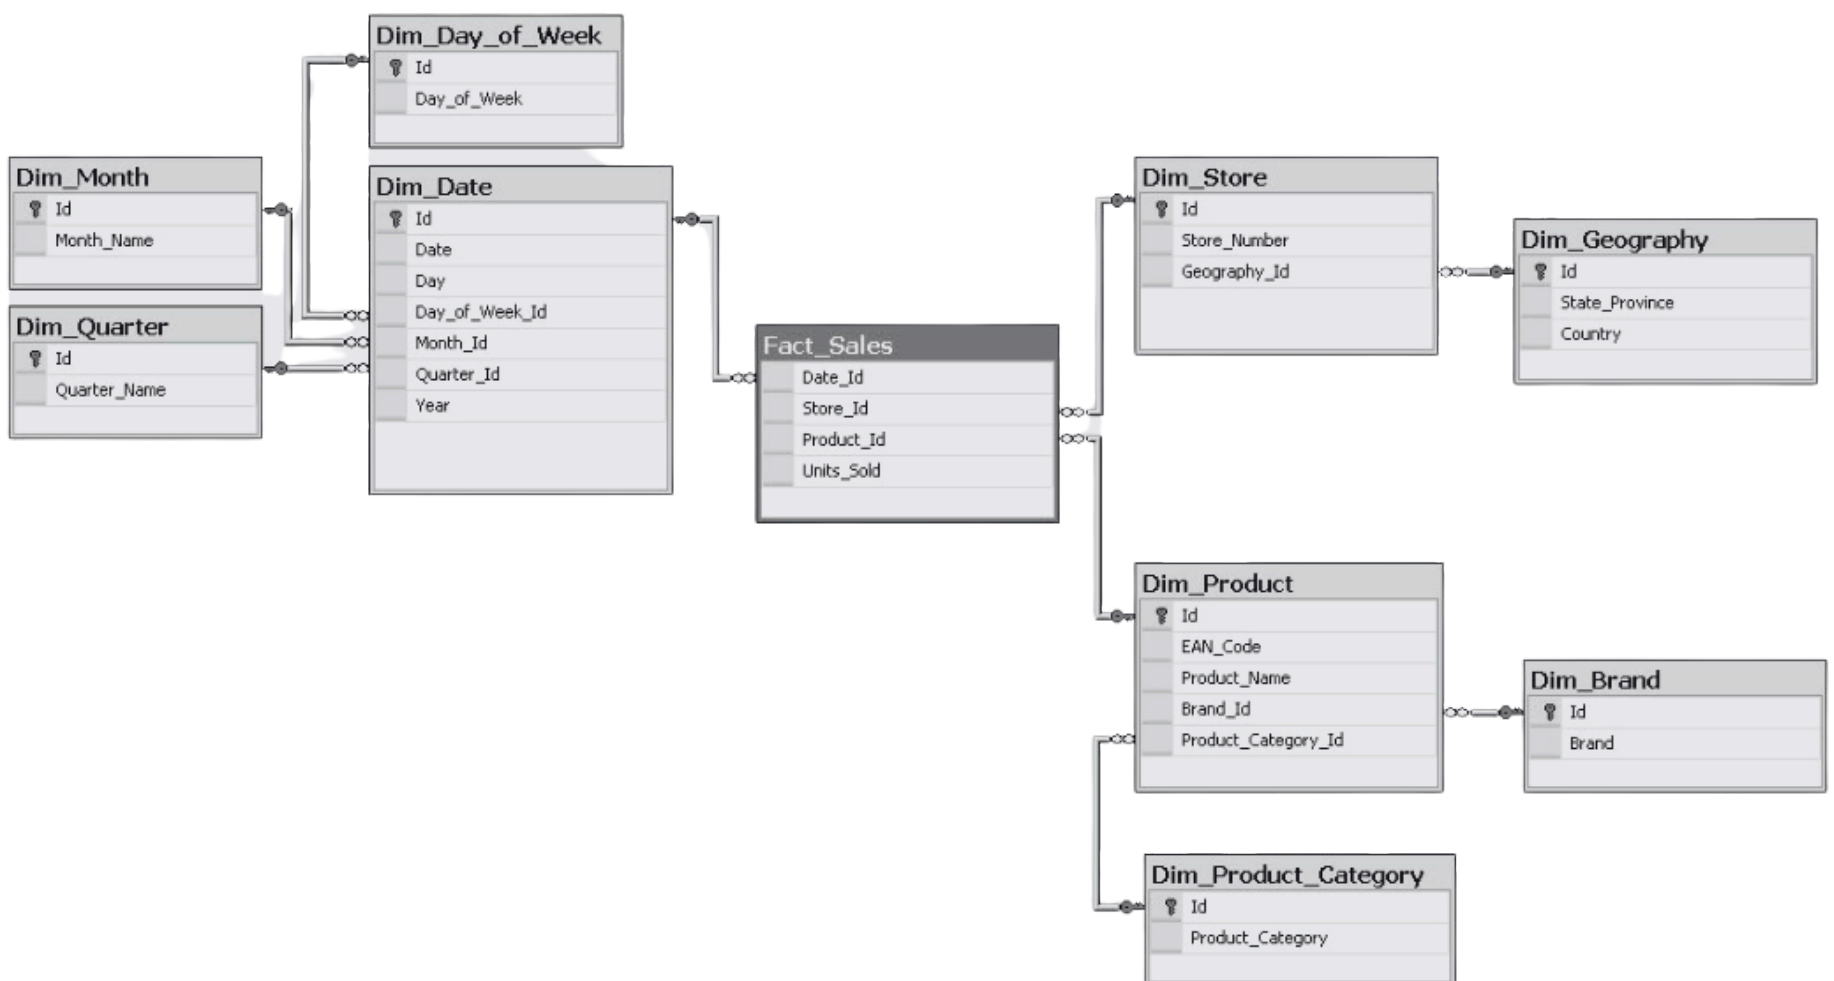 Dim_Day_of_Week
Id
Day_of_Week
Dim_Month
Id
Month_Name
Dim_Quarter
Id
Quarter_Name
Dim_Date
Id
Date
Day
Day_of_Week_Id
Month_Id
Quarter_Id
Year
Fact_Sales
Date_Id
Store_Id
Product_Id
Units_Sold
Dim_Store
Id
Store_Number
Geography_Id
Dim_Geography
Id
State_Province
Country
Dim_Product
Id
EAN_Code
Product_Name
Brand_Id
Product_Category_Id
Dim_Brand
Id
Brand
Dim_Product_Category
Id
Product_Category